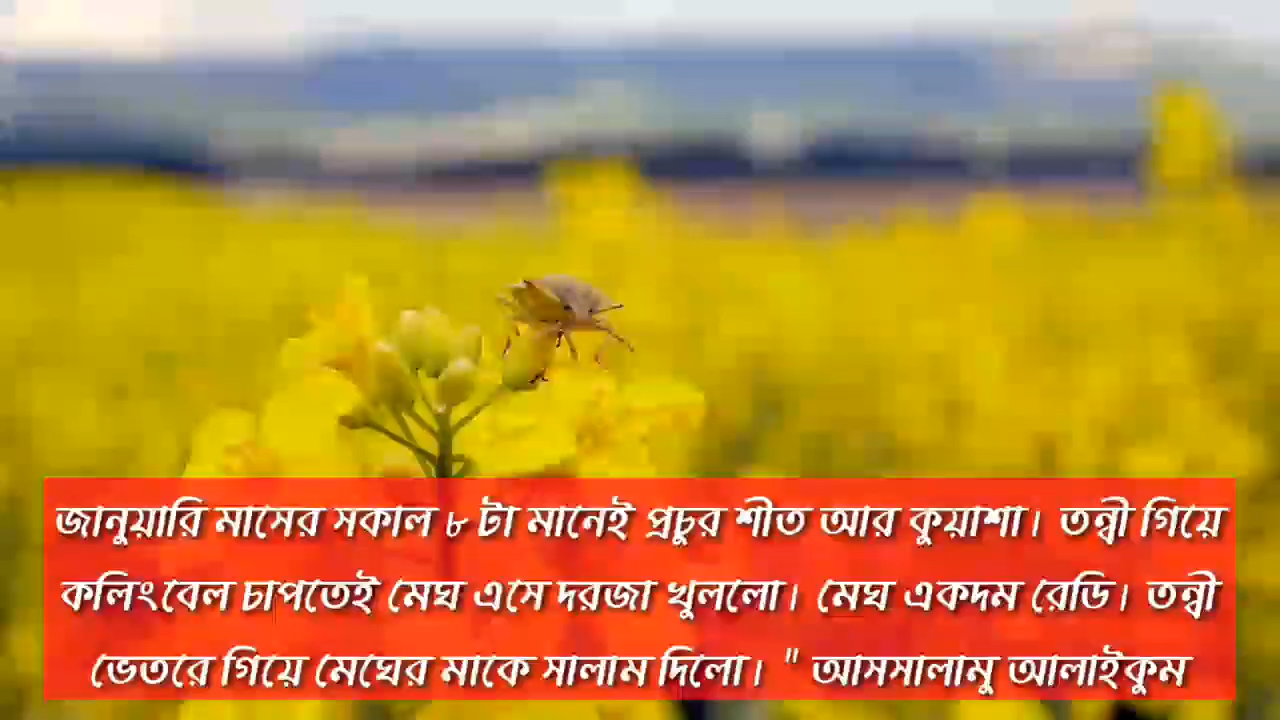 জানুয়ারি মাসের সকাল ৮ টা মানেই প্রচুর শীত আর কুয়াশা। তন্বী গিয়ে
কলিংবেল চাপতেই মেঘ এসে দরজা খুললো। মেঘ একদম রেডি। তন্বী
ভেতরে গিয়ে মেঘের মাকে সালাম দিলো। " আসসালামু আলাইকুম